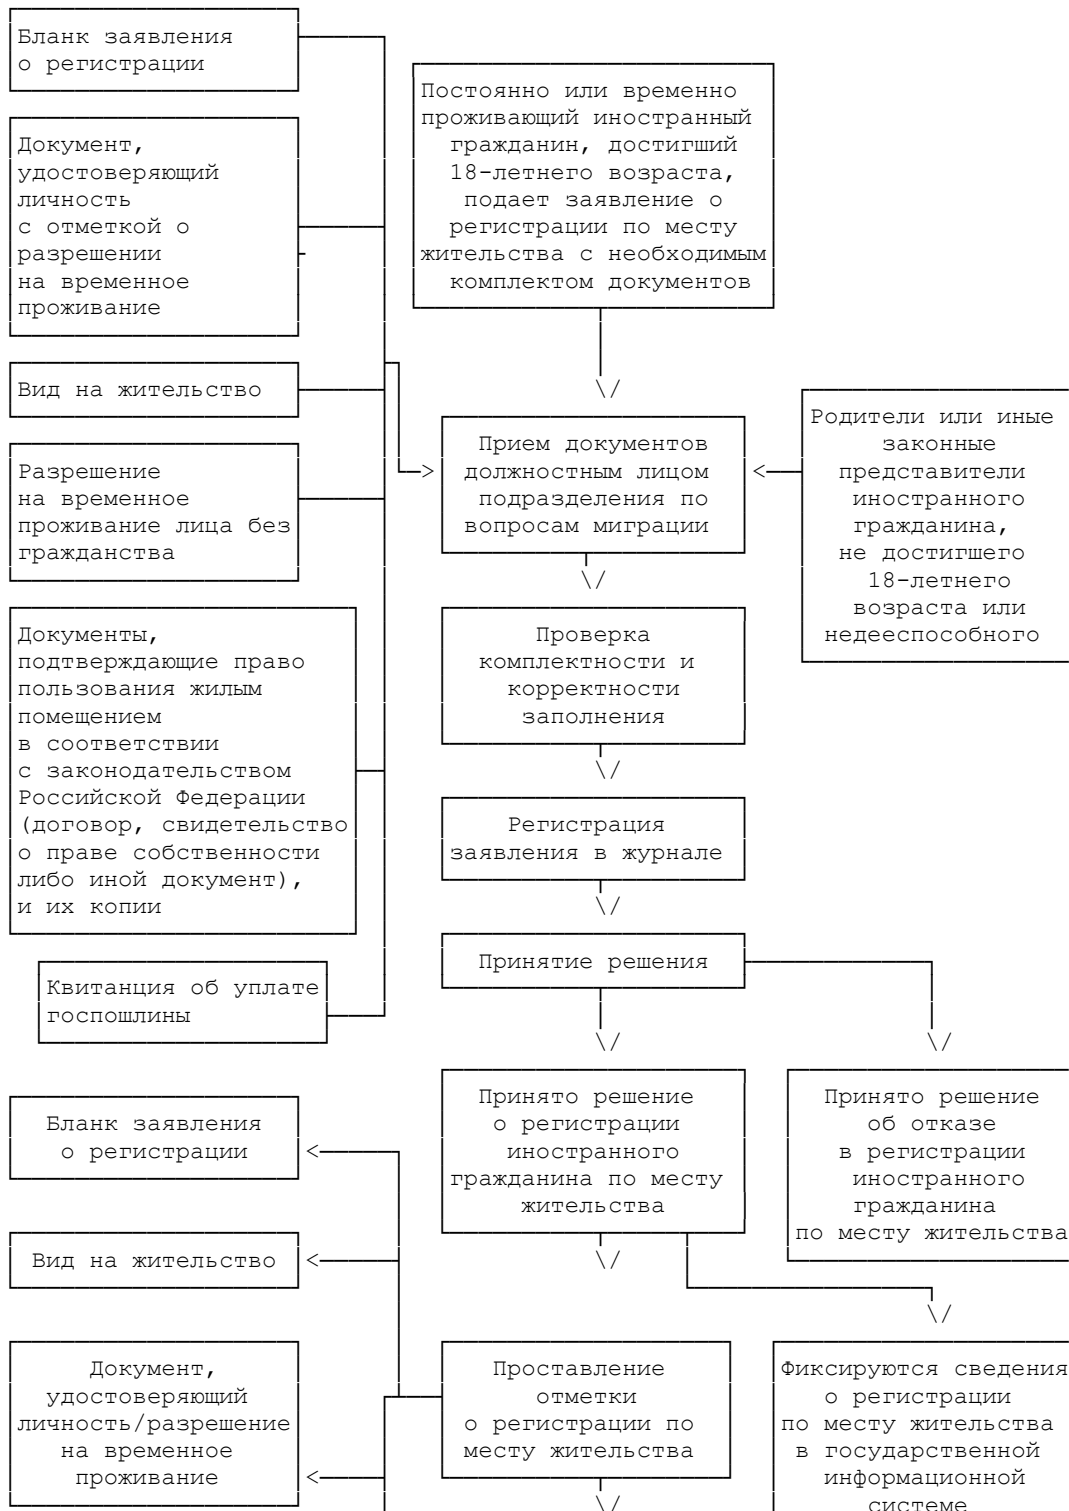 Бланк заявления
о регистрации
Постоянно или временно
проживающий иностранный
гражданин, достигший
18-летнего возраста,
подает заявление о
регистрации по месту
жительства с необходимым
комплектом документов
Документ,
удостоверяющий
личность
с отметкой о
разрешении
на временное
проживание
Вид на жительство
Разрешение
на временное
проживание лица без
гражданства
Прием документов
должностным лицом
подразделения по
вопросам миграции
Родители или иные
законные
представители
иностранного
гражданина,
не достигшего
18-летнего
возраста или
недееспособного
Документы,
подтверждающие право
пользования жилым
помещением
в соответствии
с законодательством
Российской Федерации
(договор, свидетельство
о праве собственности
либо иной документ),
и их копии
Проверка
комплектности и
корректности
заполнения
Регистрация
заявления в журнале
Принятие решения
Квитанция об уплате
госпошлины
Принято решение
о регистрации
иностранного
гражданина по месту
жительства
Принято решение
об отказе
в регистрации
иностранного
гражданина
по месту жительства
Бланк заявления
о регистрации
Вид на жительство
Документ,
удостоверяющий
личность/разрешение
на временное
проживание
Проставление
отметки
о регистрации по
месту жительства
Фиксируются сведения
о регистрации
по месту жительства
в государственной
информационной
системе